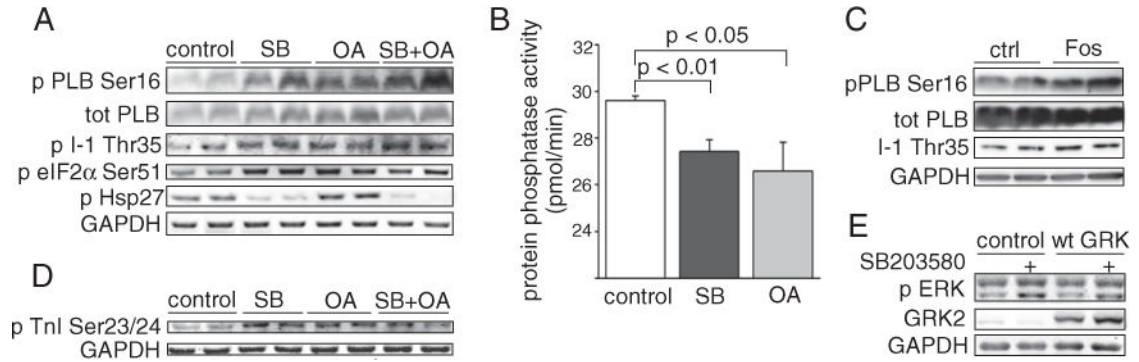 A
control SB OA SB+OA
p PLB Ser16
tot PLB
p I-1 Thr35
p eIF2α Ser51
p Hsp27
GAPDH
B
protein phosphatase activity
(pmol/min)
32
30
28
26
24
p < 0.05
p < 0.01
control SB OA
C
ctrl Fos
pPLB Ser16
tot PLB
I-1 Thr35
GAPDH
D
control SB OA SB+OA
p TnI Ser23/24
GAPDH
E
control wt GRK
SB203580 + +
p ERK
GRK2
GAPDH